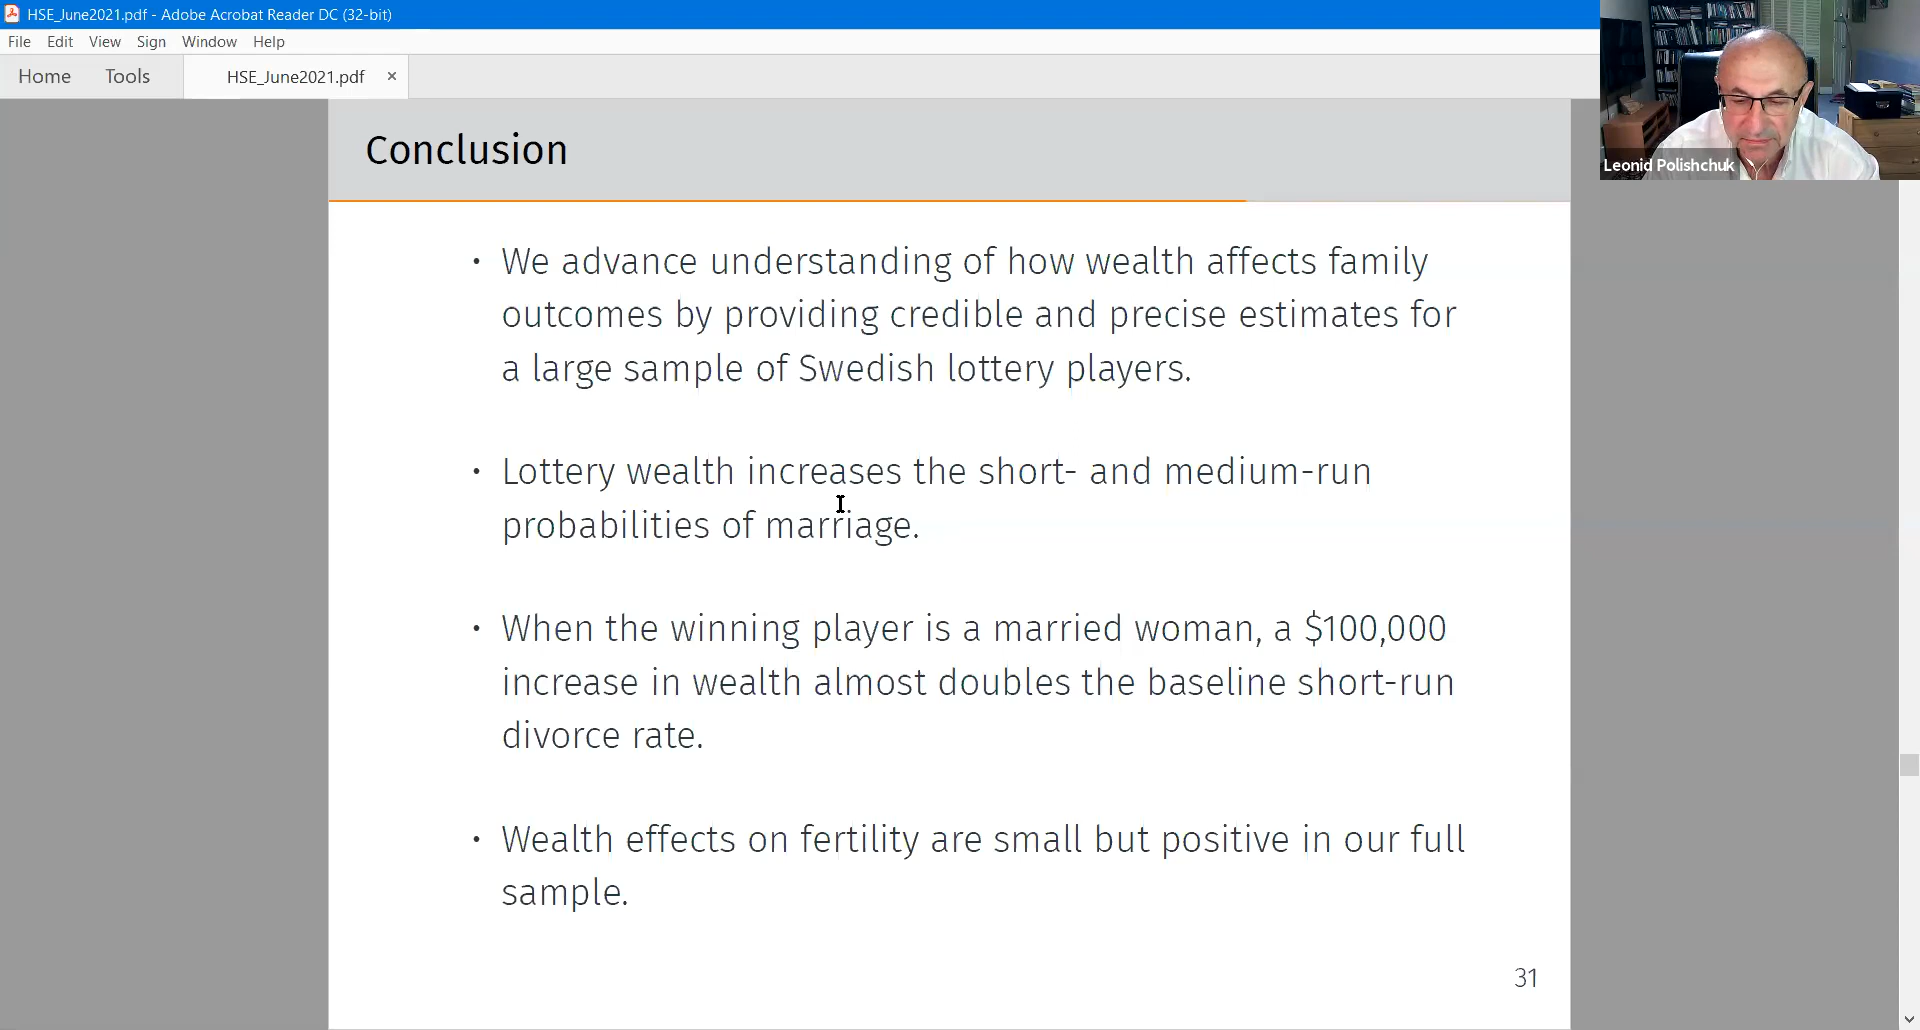 HSE_June2021.pdf - Adobe Acrobat Reader DC (32-bit)
File Edit View Sign Window Help
Home Tools HSE_June2021.pdf ×
Leonid Polishchuk
Conclusion
• We advance understanding of how wealth affects family
outcomes by providing credible and precise estimates for
a large sample of Swedish lottery players.
• Lottery wealth increases the short- and medium-run
probabilities of marriage.
• When the winning player is a married woman, a $100,000
increase in wealth almost doubles the baseline short-run
divorce rate.
• Wealth effects on fertility are small but positive in our full
sample.
31